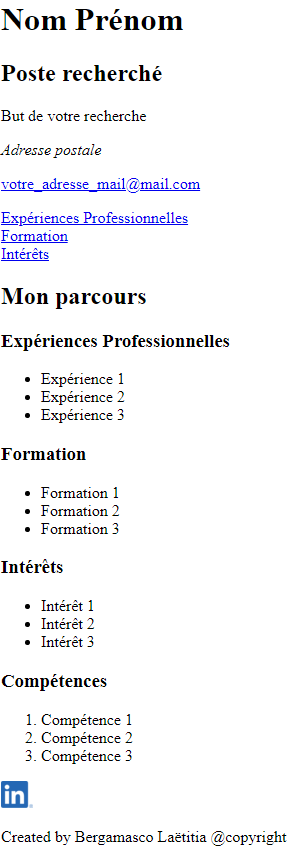 Nom Prénom
Poste recherché
But de votre recherche
Adresse postale
votre_adresse_mail@mail.com
Expériences Professionnelles
Formation
Intérêts
Mon parcours
Expériences Professionnelles
Expérience 1
Expérience 2
Expérience 3
Formation
Formation 1
Formation 2
Formation 3
Intérêts
Intérêt 1
Intérêt 2
Intérêt 3
Compétences
1. Compétence 1
2. Compétence 2
3. Compétence 3
in
Created by Bergamasco Laëtitia @copyright